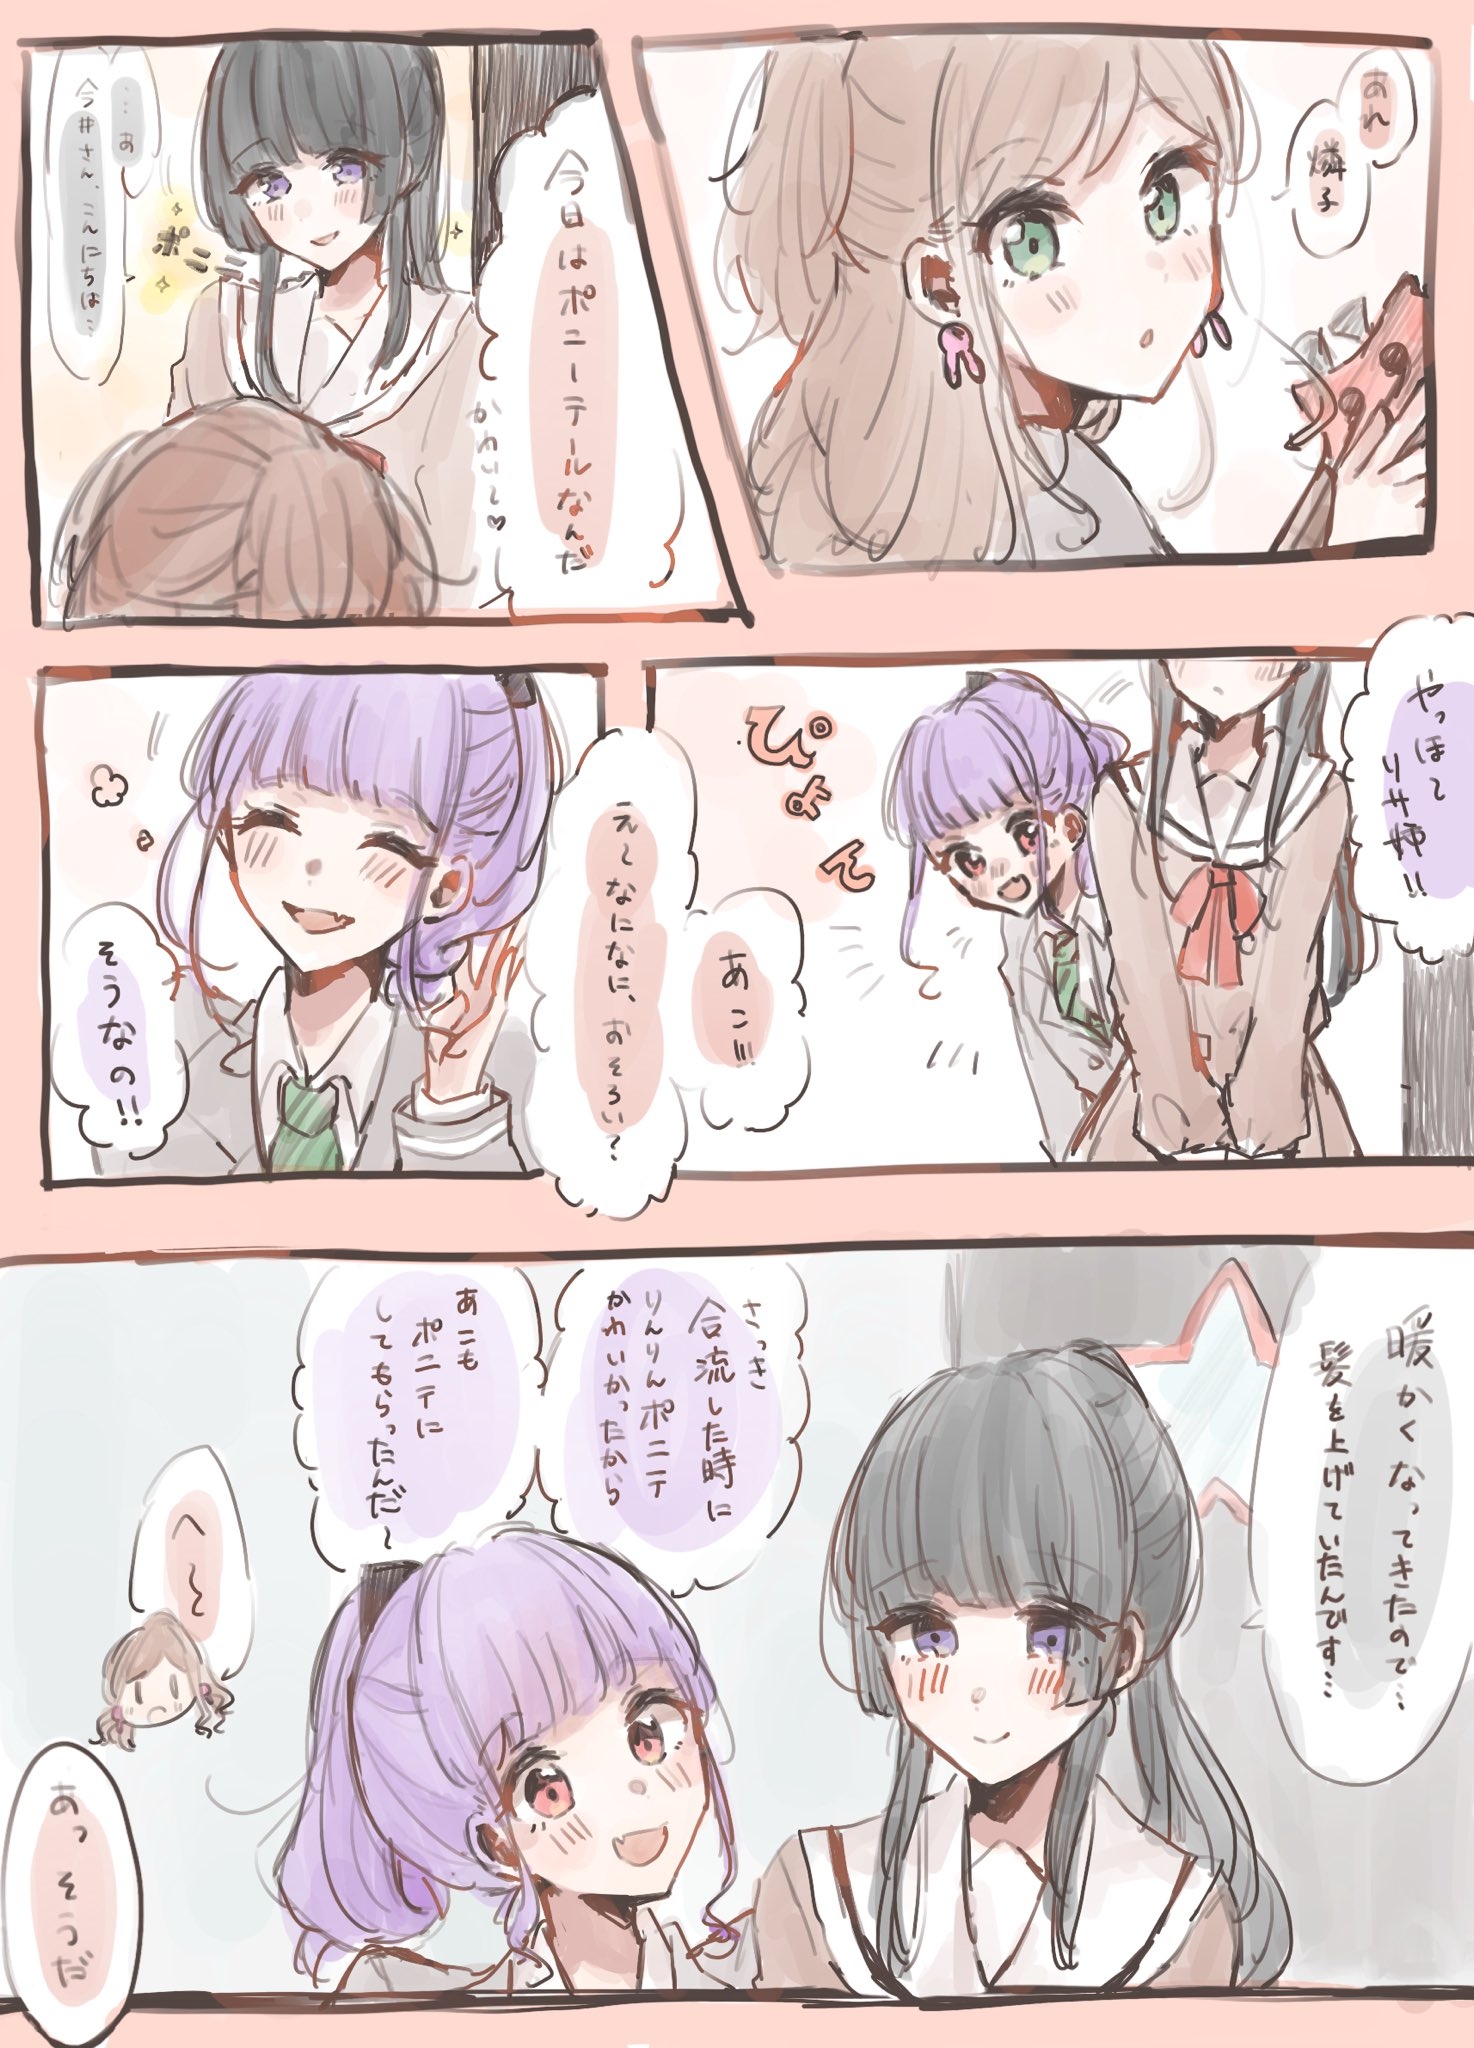 あれ
燐子
…あ
今井さん、こんにちは…
ポニ
今日はポニーテールなんだ
かわい〜♡
やっほー
リサ姉!!
ぴょこ
あこ!!!
え〜なになに、おそろい〜
そうなの!!
暖かくなってきたので…
髪を上げていたんです…
さっき
合流した時に
りんりんポニテ
かわいかったから
あこも
ポニテに
してもらったんだ〜
へ〜
あっ そうだ